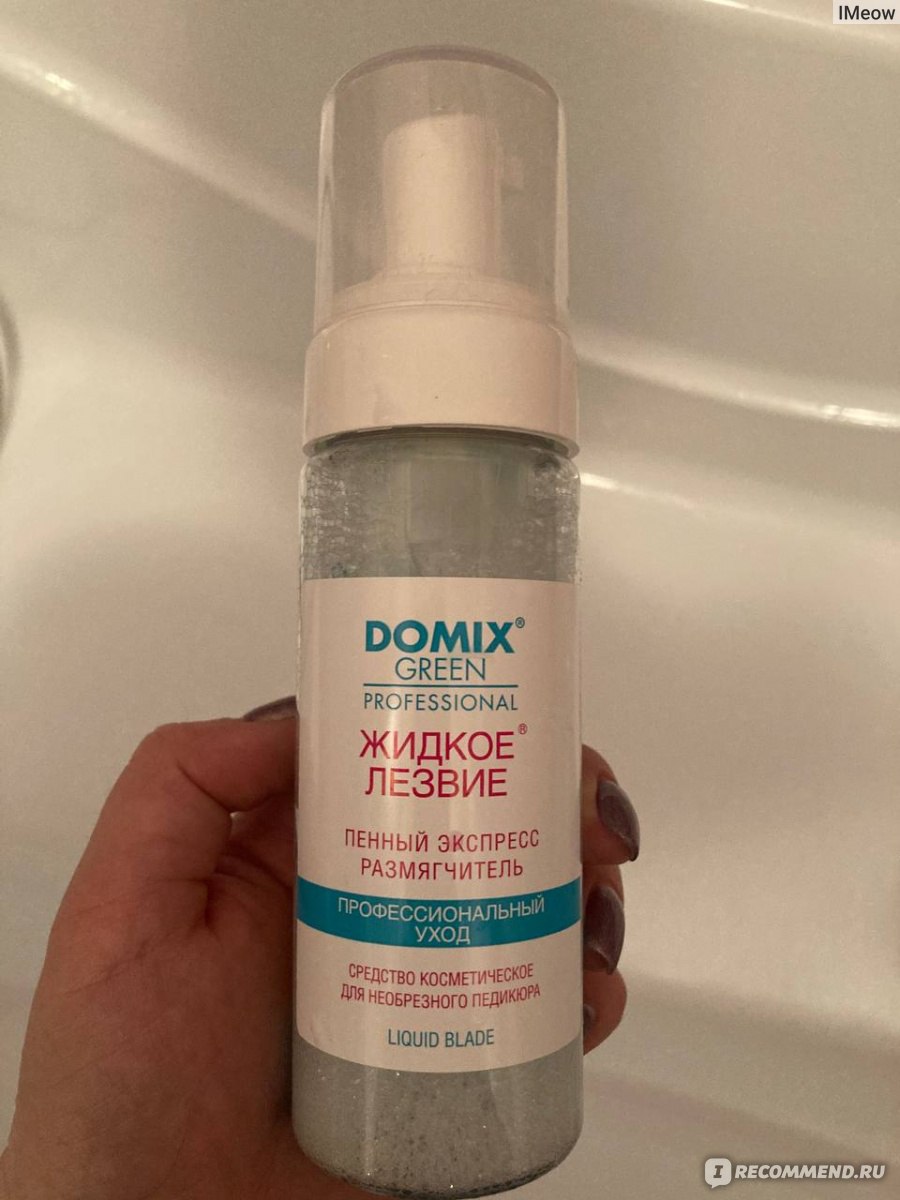 IMeow
DOMIX®
GREEN
PROFESSIONAL
ЖИДКОЕ®
ЛЕЗВИЕ
ПЕННЫЙ ЭКСПРЕСС
РАЗМЯГЧИТЕЛЬ
ПРОФЕССИОНАЛЬНЫЙ
УХОД
СРЕДСТВО КОСМЕТИЧЕСКОЕ
ДЛЯ НЕОБРЕЗНОГО ПЕДИКЮРА
LIQUID BLADE
I RECOMMEND.RU